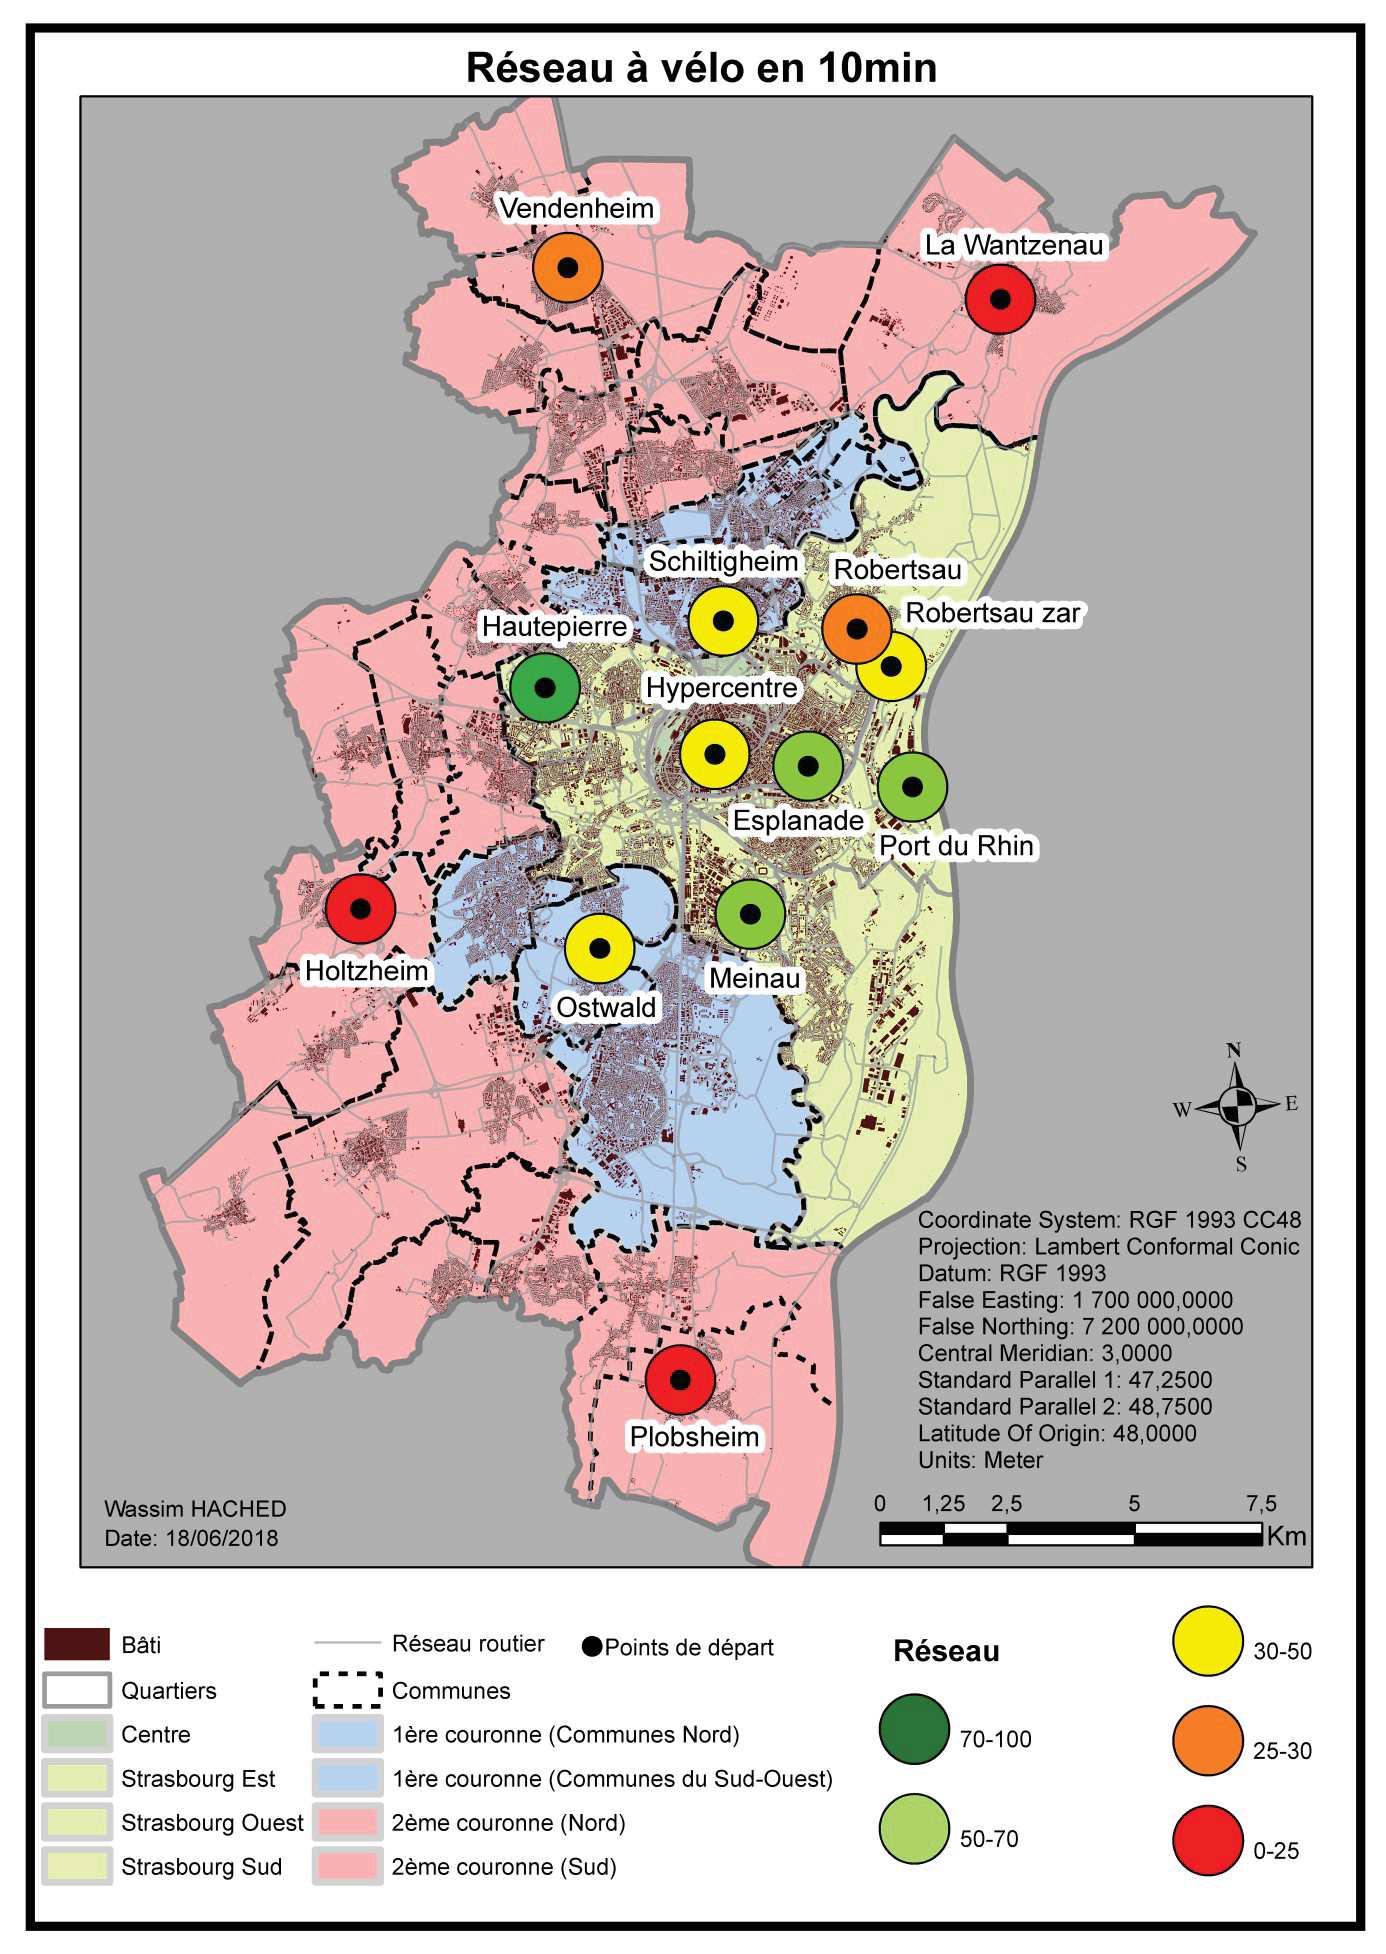 Réseau à vélo en 10min
Vendenheim
La Wantzenau
Schiltigheim
Robertsau
Robertsau zar
Hautepierre
Hypercentre
Esplanade
Port du Rhin
Holtzheim
Meinau
Ostwald
Plobsheim
N
W
E
S
Coordinate System: RGF 1993 CC48
Projection: Lambert Conformal Conic
Datum: RGF 1993
False Easting: 1 700 000,0000
False Northing: 7 200 000,0000
Central Meridian: 3,0000
Standard Parallel 1: 47,2500
Standard Parallel 2: 48,7500
Latitude Of Origin: 48,0000
Units: Meter
0 1,25 2,5 5 7,5
Km
Wassim HACHED
Date: 18/06/2018
Bâti
Quartiers
Centre
Strasbourg Est
Strasbourg Ouest
Strasbourg Sud
Réseau routier
Communes
1ère couronne (Communes Nord)
1ère couronne (Communes du Sud-Ouest)
2ème couronne (Nord)
2ème couronne (Sud)
Points de départ
Réseau
70-100
50-70
30-50
25-30
0-25